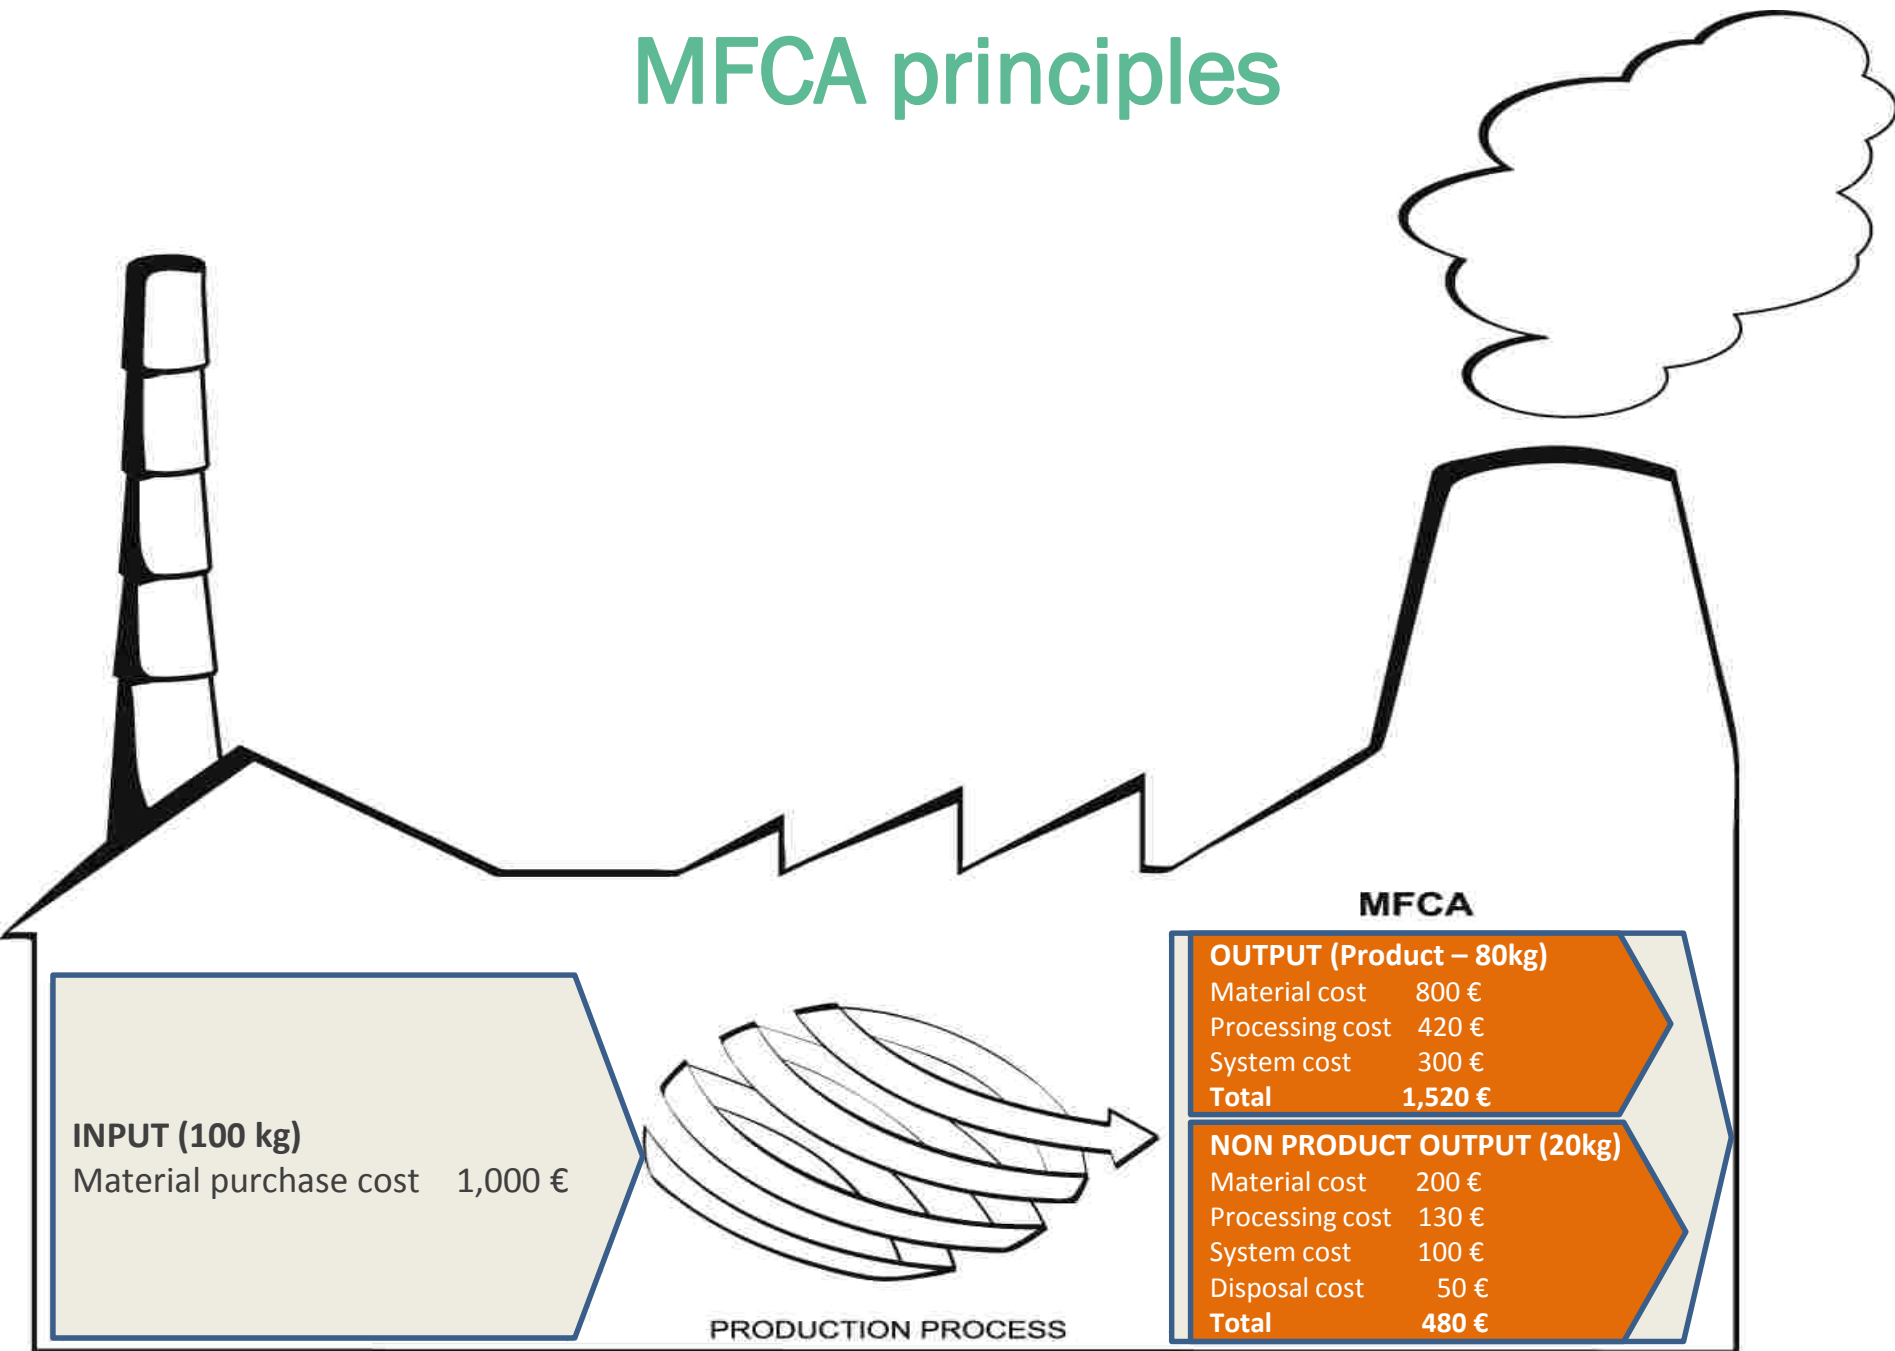 MFCA principles
INPUT (100 kg)
Material purchase cost 1,000 €
PRODUCTION PROCESS
MFCA
OUTPUT (Product – 80kg)
Material cost 800 €
Processing cost 420 €
System cost 300 €
Total 1,520 €
NON PRODUCT OUTPUT (20kg)
Material cost 200 €
Processing cost 130 €
System cost 100 €
Disposal cost 50 €
Total 480 €